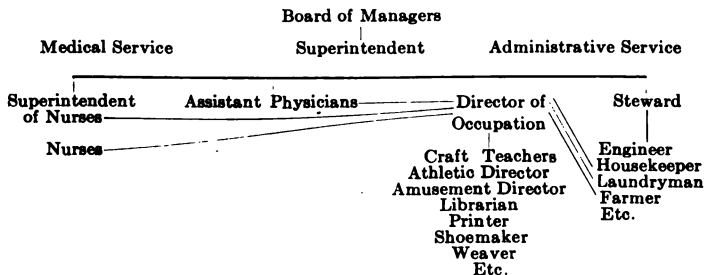 Board of Managers
Medical Service Superintendent Administrative Service
Superintendent of Nurses
Assistant Physicians
Director of Occupation
Steward
Nurses
Craft Teachers
Athletic Director
Amusement Director
Librarian
Printer
Shoemaker
Weaver
Etc.
Engineer
Housekeeper
Laundryman
Farmer
Etc.